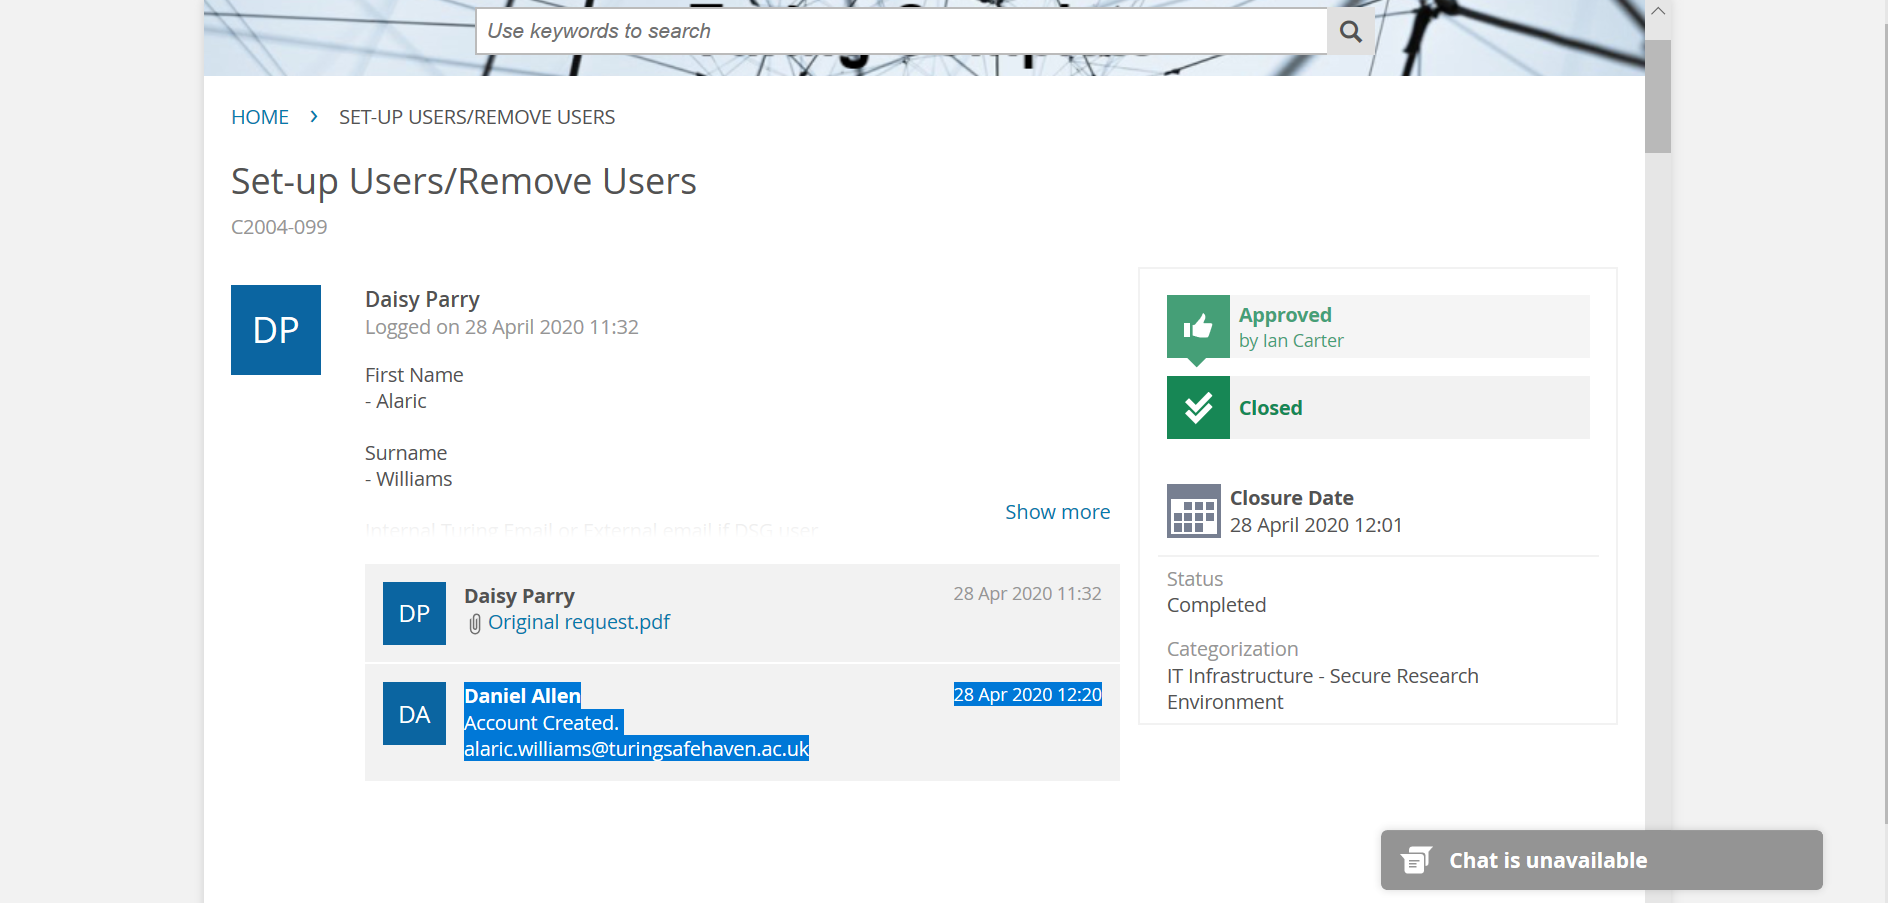 Use keywords to search
HOME > SET-UP USERS/REMOVE USERS
Set-up Users/Remove Users
C2004-099
DP
Daisy Parry
Logged on 28 April 2020 11:32
First Name
- Alaric
Surname
- Williams
Internal Turing Email or External email if DSG user
Show more
DP
Daisy Parry
28 Apr 2020 11:32
Original request.pdf
DA
Daniel Allen
28 Apr 2020 12:20
Account Created.
alaric.williams@turingsafehaven.ac.uk
Approved
by Ian Carter
Closed
Closure Date
28 April 2020 12:01
Status
Completed
Categorization
IT Infrastructure - Secure Research
Environment
Chat is unavailable